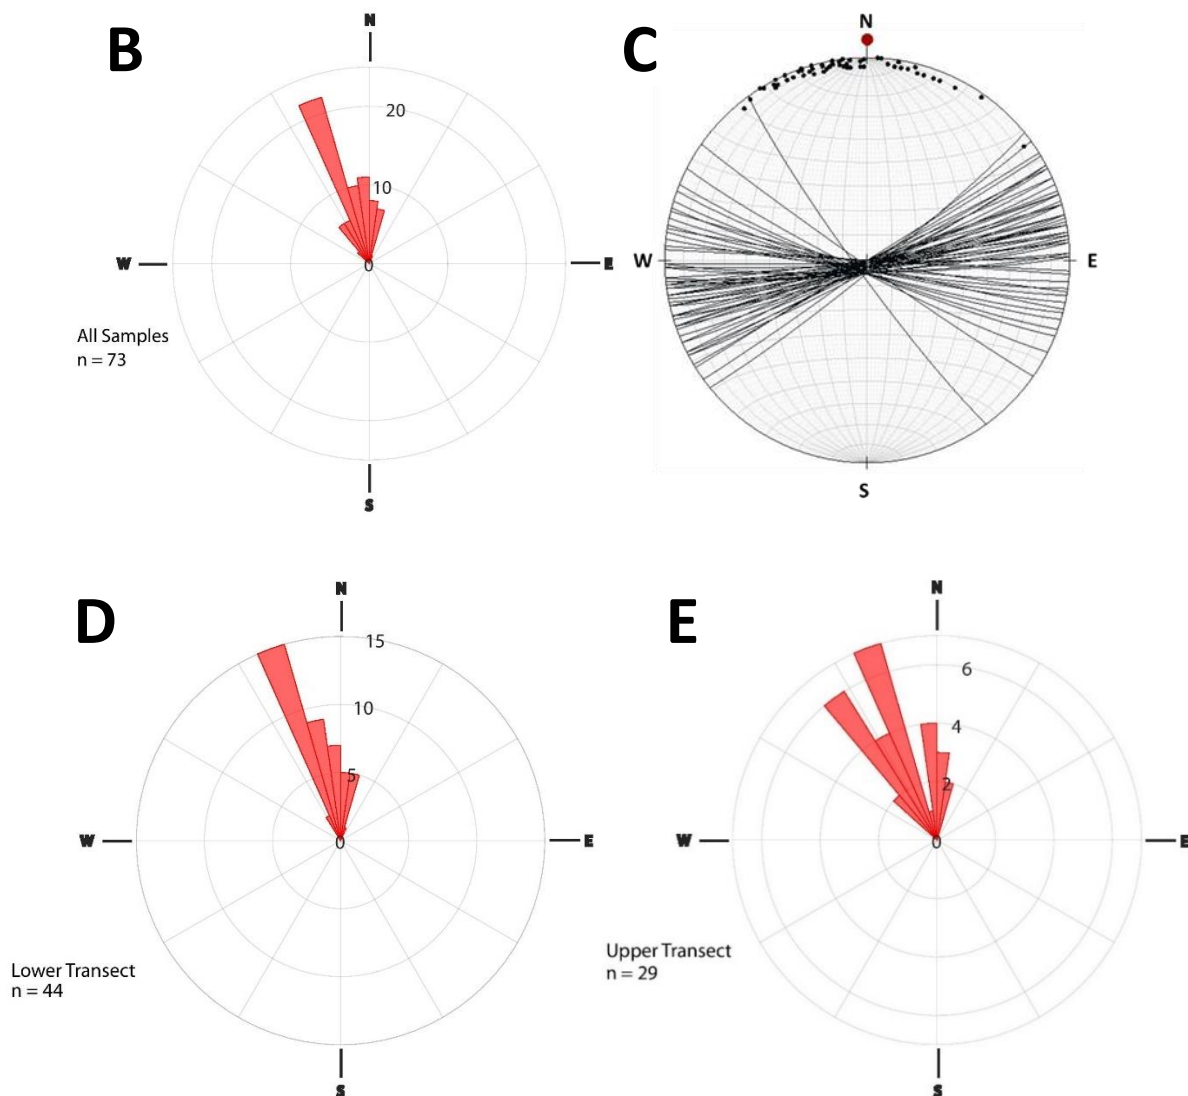 B
N
20
10
0
W
E
S
All Samples
n = 73
C
N
W
E
S
D
N
15
10
5
0
W
E
S
Lower Transect
n = 44
E
N
6
4
2
0
W
E
S
Upper Transect
n = 29